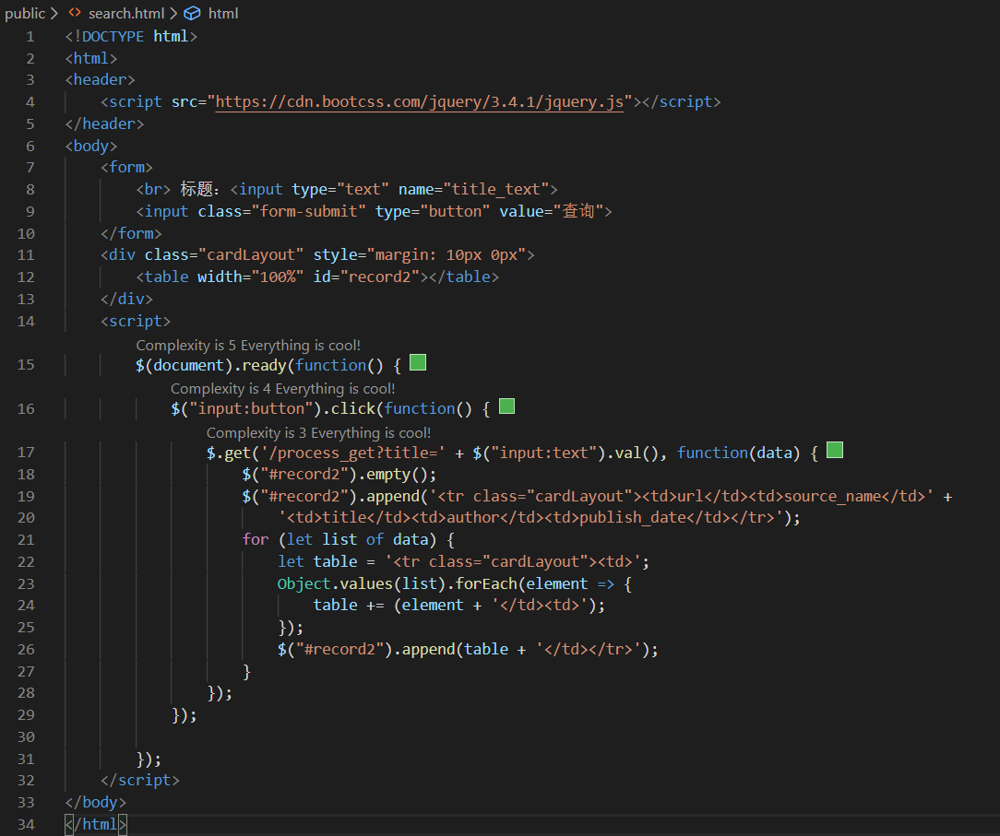 public > search.html > html
1 <!DOCTYPE html>
2 <html>
3 <header>
4     <script src="https://cdn.bootcss.com/jquery/3.4.1/jquery.js"></script>
5 </header>
6 <body>
7     <form>
8         <br> 标题：<input type="text" name="title_text">
9         <input class="form-submit" type="button" value="查询">
10     </form>
11     <div class="cardLayout" style="margin: 10px 0px">
12         <table width="100%" id="record2"></table>
13     </div>
14     <script>
Complexity is 5 Everything is cool!
15         $(document).ready(function() {
Complexity is 4 Everything is cool!
16             $("input:button").click(function() {
Complexity is 3 Everything is cool!
17                 $.get('/process_get?title=' + $("input:text").val(), function(data) {
18                     $("#record2").empty();
19                     $("#record2").append('<tr class="cardLayout"><td>url</td><td>source_name</td>' +
20                         '<td>title</td><td>author</td><td>publish_date</td></tr>');
21                     for (let list of data) {
22                         let table = '<tr class="cardLayout"><td>';
23                         Object.values(list).forEach(element => {
24                             table += (element + '</td><td>');
25                         });
26                         $("#record2").append(table + '</td></tr>');
27                     }
28                 });
29             });
30
31         });
32     </script>
33 </body>
34 </html>